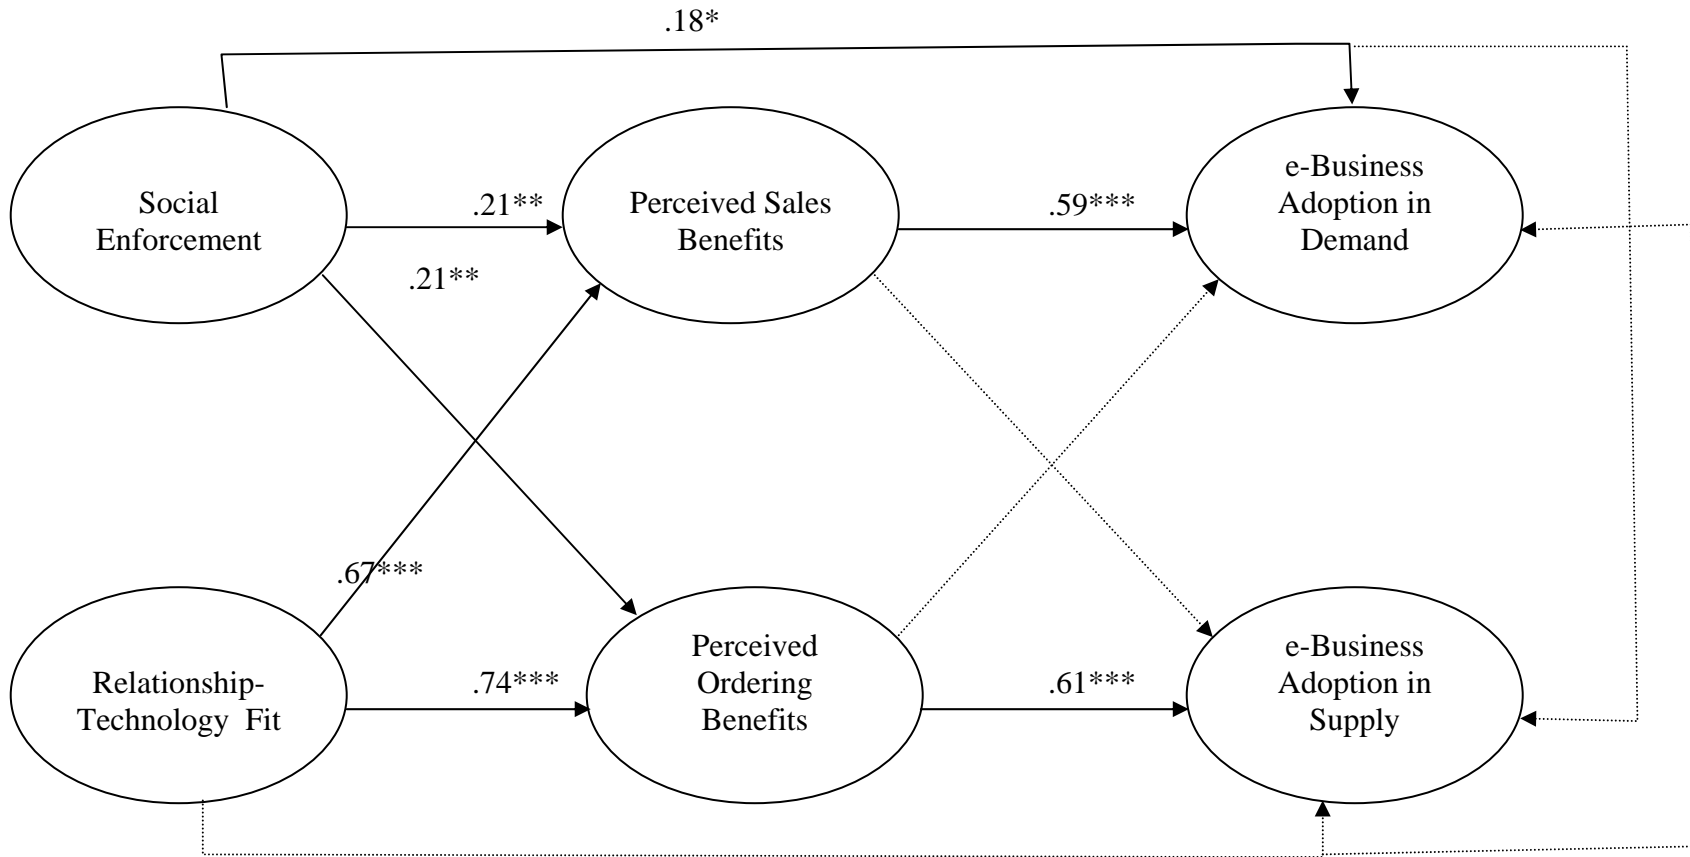 .18*
Social
Enforcement
.21**
Perceived Sales
Benefits
.59***
e-Business
Adoption in
Demand
.21**
.67***
Relationship-
Technology  Fit
.74***
Perceived
Ordering
Benefits
.61***
e-Business
Adoption in
Supply